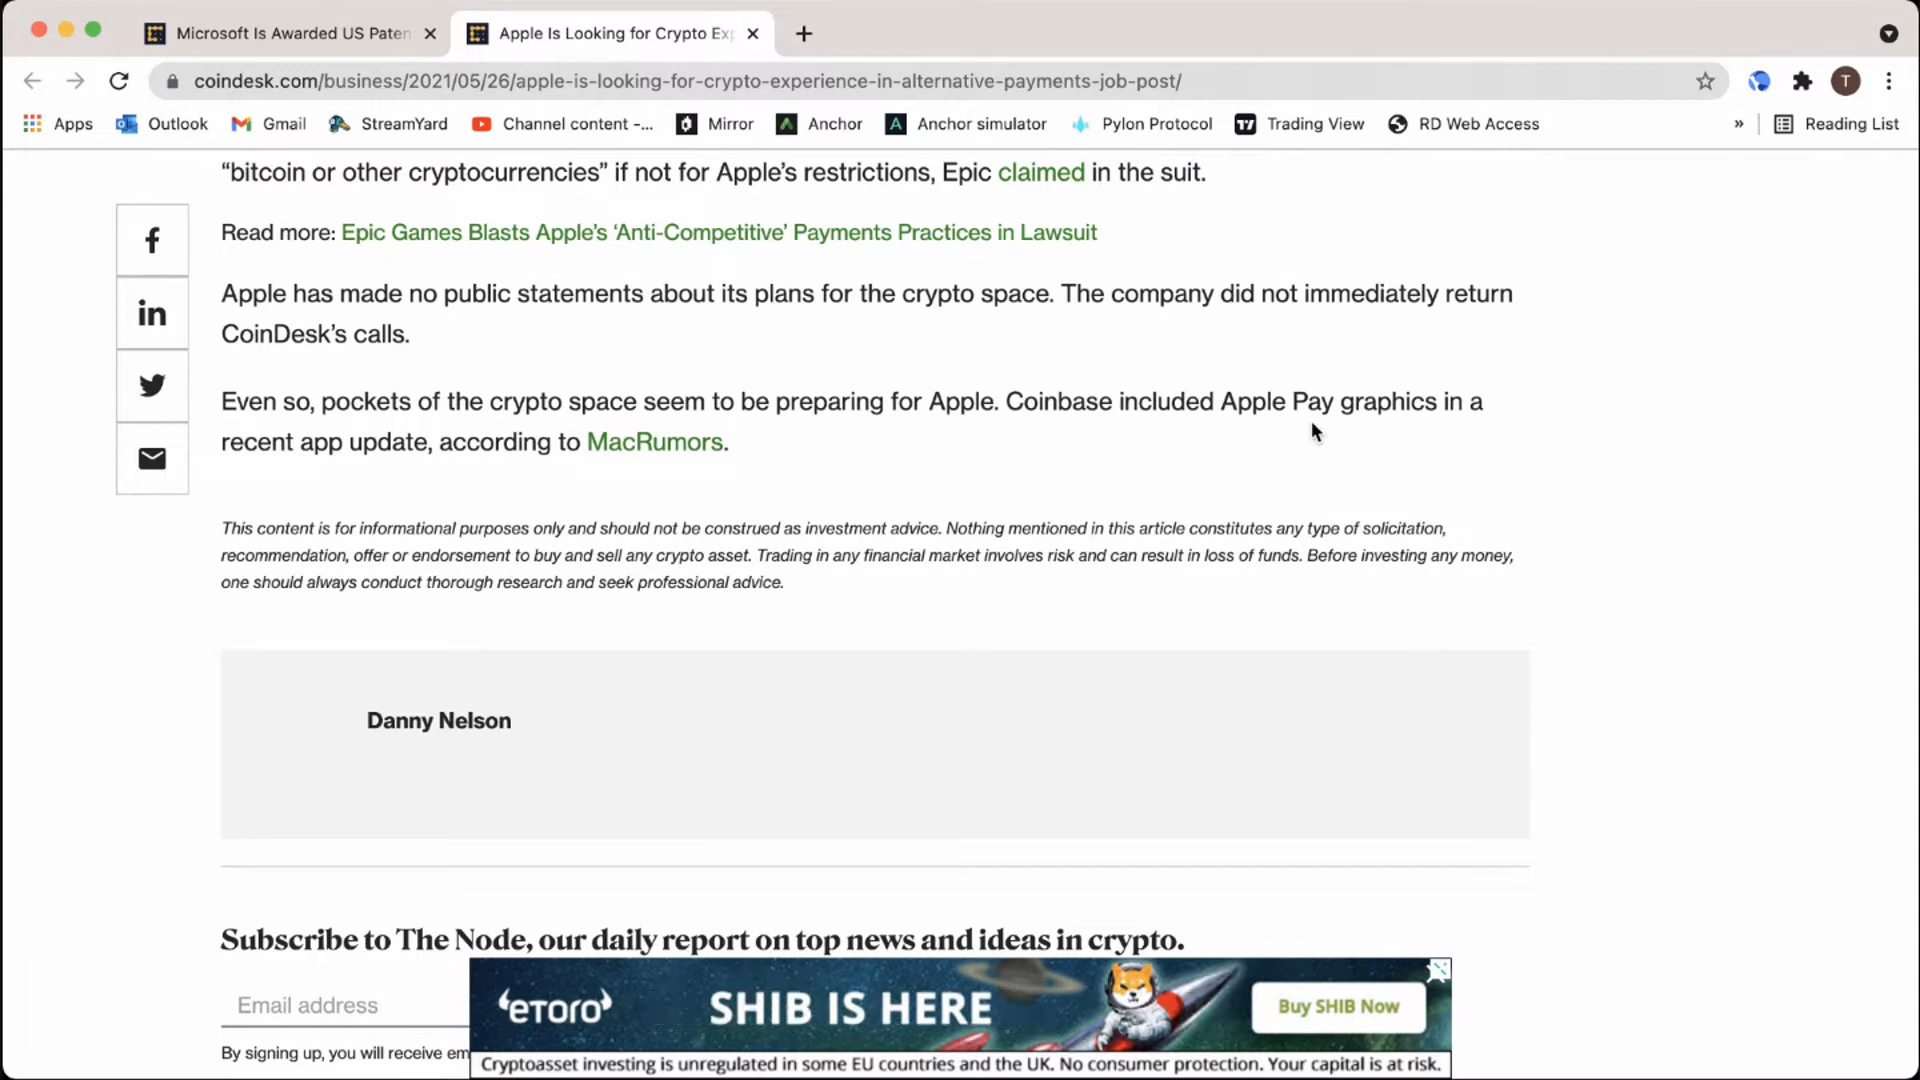 Microsoft Is Awarded US Paten
Apple Is Looking for Crypto Exp
coindesk.com/business/2021/05/26/apple-is-looking-for-crypto-experience-in-alternative-payments-job-post/
T
Apps Outlook Gmail StreamYard Channel content -... Mirror Anchor Anchor simulator Pylon Protocol Trading View RD Web Access » Reading List
“bitcoin or other cryptocurrencies” if not for Apple’s restrictions, Epic claimed in the suit.
Read more: Epic Games Blasts Apple’s ‘Anti-Competitive’ Payments Practices in Lawsuit
Apple has made no public statements about its plans for the crypto space. The company did not immediately return
CoinDesk’s calls.
Even so, pockets of the crypto space seem to be preparing for Apple. Coinbase included Apple Pay graphics in a
recent app update, according to MacRumors.
This content is for informational purposes only and should not be construed as investment advice. Nothing mentioned in this article constitutes any type of solicitation,
recommendation, offer or endorsement to buy and sell any crypto asset. Trading in any financial market involves risk and can result in loss of funds. Before investing any money,
one should always conduct thorough research and seek professional advice.
Danny Nelson
Subscribe to The Node, our daily report on top news and ideas in crypto.
Email address
By signing up, you will receive em
eToro SHIB IS HERE Buy SHIB Now
Cryptoasset investing is unregulated in some EU countries and the UK. No consumer protection. Your capital is at risk.